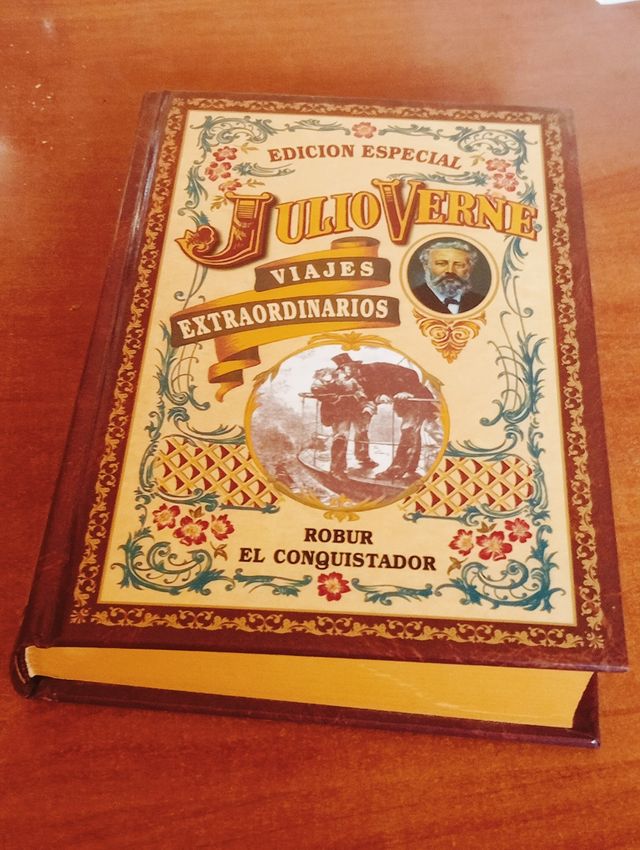 EDICION ESPECIAL
JULIO VERNE
VIAJES
EXTRAORDINARIOS
ROBUR
EL CONQUISTADOR